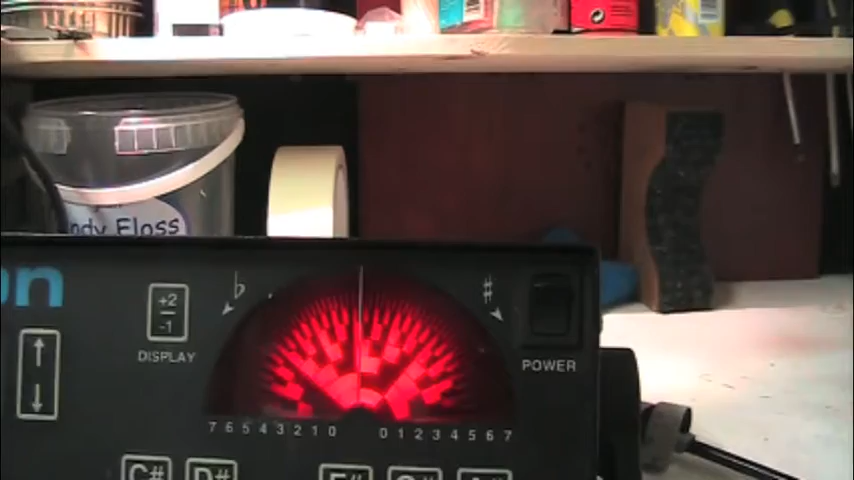 ndy Floss
on
+2
-1
DISPLAY
♭
♯
POWER
7 6 5 4 3 2 1 0 0 1 2 3 4 5 6 7
C# D# F# G# A#